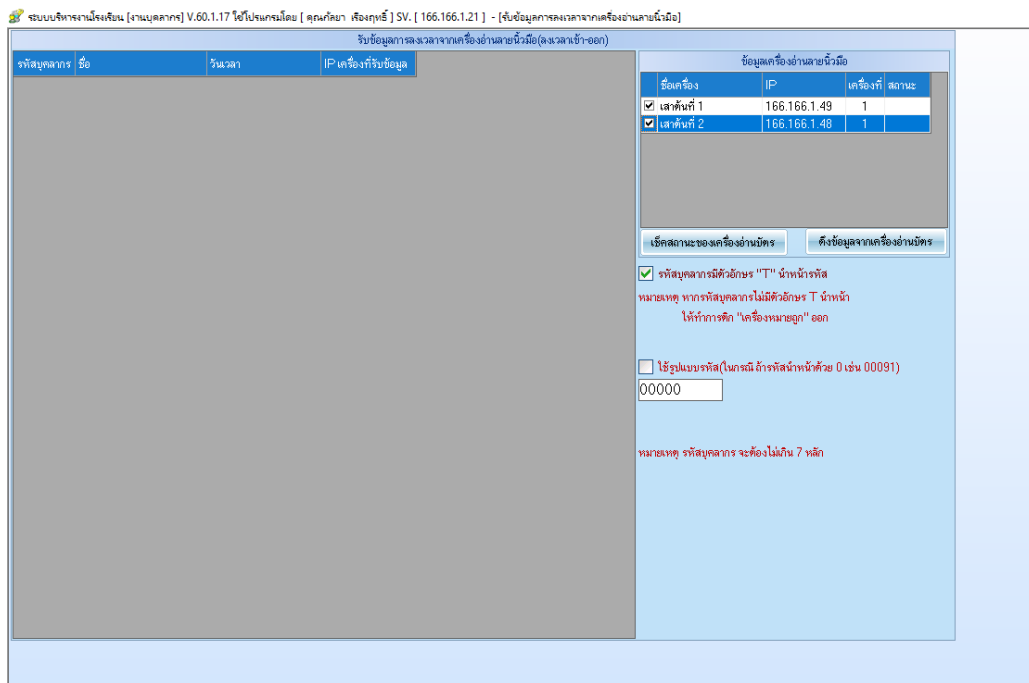 ระบบบริหารงานโรงเรียน [งานบุคลากร] V.60.1.17 ใช้โปรแกรมโดย [ คุณกัลยา เรืองฤทธิ์ ] SV. [ 166.166.1.21 ] - [รับข้อมูลการลงเวลาจากเครื่องอ่านลายนิ้วมือ]
รับข้อมูลการลงเวลาจากเครื่องอ่านลายนิ้วมือ(ลงเวลาเข้า-ออก)
รหัสบุคลากร ชื่อ วันเวลา IP เครื่องที่รับข้อมูล
ข้อมูลเครื่องอ่านลายนิ้วมือ
ชื่อเครื่อง IP เครื่องที่ สถานะ
เสาต้นที่ 1 166.166.1.49 1
เสาต้นที่ 2 166.166.1.48 1
เช็คสถานะของเครื่องอ่านบัตร ดึงข้อมูลจากเครื่องอ่านบัตร
รหัสบุคลากรมีตัวอักษร "T" นำหน้ารหัส
หมายเหตุ หากรหัสบุคลากรไม่มีตัวอักษร T นำหน้า
ให้ทำการติก "เครื่องหมายถูก" ออก
ใช้รูปแบบรหัส(ในกรณี ถ้ารหัสนำหน้าด้วย 0 เช่น 00091)
00000
หมายเหตุ รหัสบุคลากร จะต้องไม่เกิน 7 หลัก